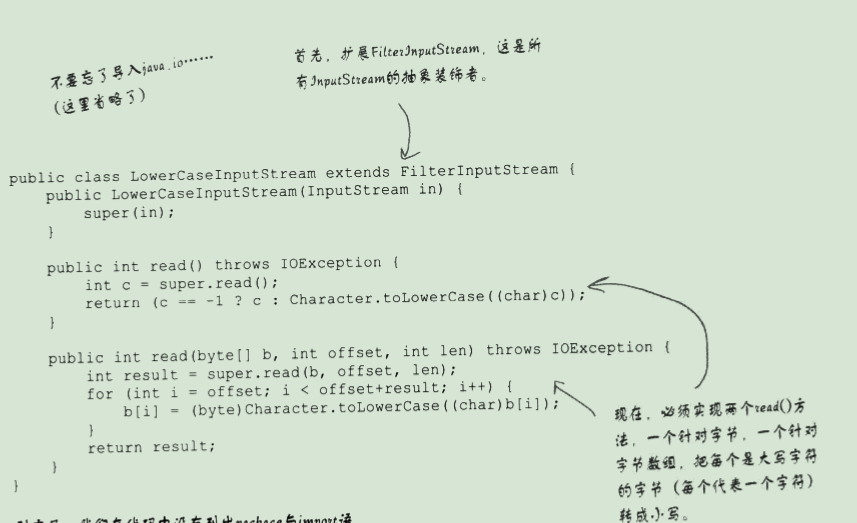 不要忘了导入java.io……
（这里省略了）
首先，扩展FilterInputStream，这是所
有InputStream的抽象装饰者。
public class LowerCaseInputStream extends FilterInputStream {
public LowerCaseInputStream(InputStream in) {
super(in);
}
public int read() throws IOException {
int c = super.read();
return (c == -1 ? c : Character.toLowerCase((char)c));
}
public int read(byte[] b, int offset, int len) throws IOException {
int result = super.read(b, offset, len);
for (int i = offset; i < offset+result; i++) {
b[i] = (byte)Character.toLowerCase((char)b[i]);
}
return result;
}
}
现在，必须实现两个read()方
法，一个针对字节，一个针对
字节数组，把每个是大写字符
的字节（每个代表一个字符）
转成小写。
我们在代码中没有列出package与import语